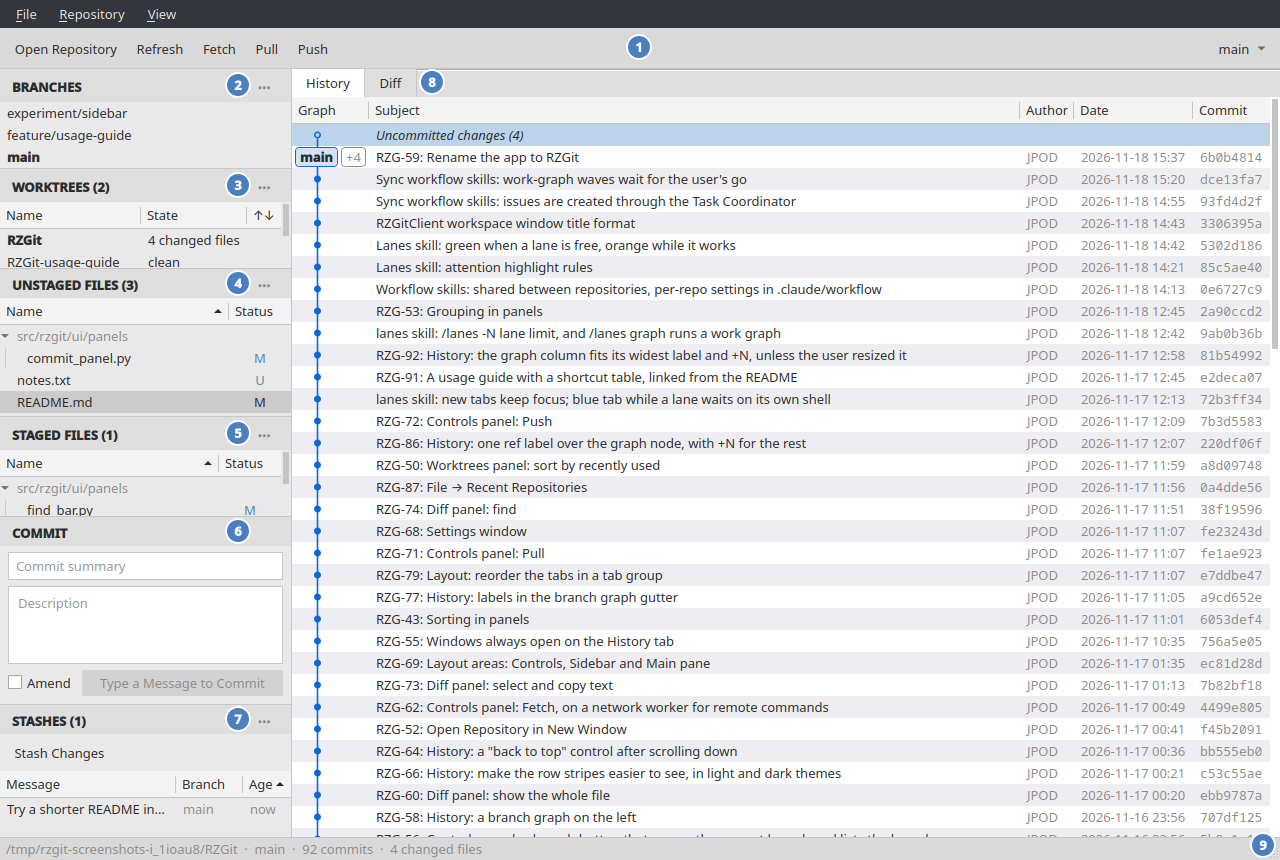 File Repository View
Open Repository Refresh Fetch Pull Push 1 main
BRANCHES 2 ...
experiment/sidebar
feature/usage-guide
main
WORKTREES (2) 3 ...
Name State ↑↓
RZGit 4 changed files
RZGit-usage-guide clean
UNSTAGED FILES (3) 4 ...
Name Status
src/rzgit/ui/panels
commit_panel.py M
notes.txt U
README.md M
STAGED FILES (1) 5 ...
Name Status
src/rzgit/ui/panels
find_bar.py M
COMMIT 6
Commit summary
Description
Amend Type a Message to Commit
STASHES (1) 7 ...
Stash Changes
Message Branch Age
Try a shorter README in... main now
History Diff 8
Graph Subject Author Date Commit
Uncommitted changes (4)
main +4 RZG-59: Rename the app to RZGit JPOD 2026-11-18 15:37 6b0b4814
Sync workflow skills: work-graph waves wait for the user's go JPOD 2026-11-18 15:20 dce13fa7
Sync workflow skills: issues are created through the Task Coordinator JPOD 2026-11-18 14:55 93fd4d2f
RZGitClient workspace window title format JPOD 2026-11-18 14:43 3306395a
Lanes skill: green when a lane is free, orange while it works JPOD 2026-11-18 14:42 5302d186
Lanes skill: attention highlight rules JPOD 2026-11-18 14:21 85c5ae40
Workflow skills: shared between repositories, per-repo settings in .claude/workflow JPOD 2026-11-18 14:13 0e6727c9
RZG-53: Grouping in panels JPOD 2026-11-18 12:45 2a90ccd2
lanes skill: /lanes -N lane limit, and /lanes graph runs a work graph JPOD 2026-11-18 12:42 9ab0b36b
RZG-92: History: the graph column fits its widest label and +N, unless the user resized it JPOD 2026-11-17 12:58 81b54992
RZG-91: A usage guide with a shortcut table, linked from the README JPOD 2026-11-17 12:45 e2deca07
lanes skill: new tabs keep focus; blue tab while a lane waits on its own shell JPOD 2026-11-17 12:13 72b3ff34
RZG-72: Controls panel: Push JPOD 2026-11-17 12:09 7b3d5583
RZG-86: History: one ref label over the graph node, with +N for the rest JPOD 2026-11-17 12:07 220df06f
RZG-50: Worktrees panel: sort by recently used JPOD 2026-11-17 11:59 a8d09748
RZG-87: File → Recent Repositories JPOD 2026-11-17 11:56 0a4dde56
RZG-74: Diff panel: find JPOD 2026-11-17 11:51 38f19596
RZG-68: Settings window JPOD 2026-11-17 11:07 fe23243d
RZG-71: Controls panel: Pull JPOD 2026-11-17 11:07 fe1ae923
RZG-79: Layout: reorder the tabs in a tab group JPOD 2026-11-17 11:07 e7ddbe47
RZG-77: History: labels in the branch graph gutter JPOD 2026-11-17 11:05 a9cd652e
RZG-43: Sorting in panels JPOD 2026-11-17 11:01 6053def4
RZG-55: Windows always open on the History tab JPOD 2026-11-17 10:35 756a5e05
RZG-69: Layout areas: Controls, Sidebar and Main pane JPOD 2026-11-17 01:35 ec81d28d
RZG-73: Diff panel: select and copy text JPOD 2026-11-17 01:13 7b82bf18
RZG-62: Controls panel: Fetch, on a network worker for remote commands JPOD 2026-11-17 00:49 4499e805
RZG-52: Open Repository in New Window JPOD 2026-11-17 00:41 f45b2091
RZG-64: History: a "back to top" control after scrolling down JPOD 2026-11-17 00:36 bb555eb0
RZG-66: History: make the row stripes easier to see, in light and dark themes JPOD 2026-11-17 00:21 c53c55ae
RZG-60: Diff panel: show the whole file JPOD 2026-11-17 00:20 ebb9787a
RZG-58: History: a branch graph on the left JPOD 2026-11-16 23:56 707df125
/tmp/rzgit-screenshots-i_1ioau8/RZGit · main · 92 commits · 4 changed files 9